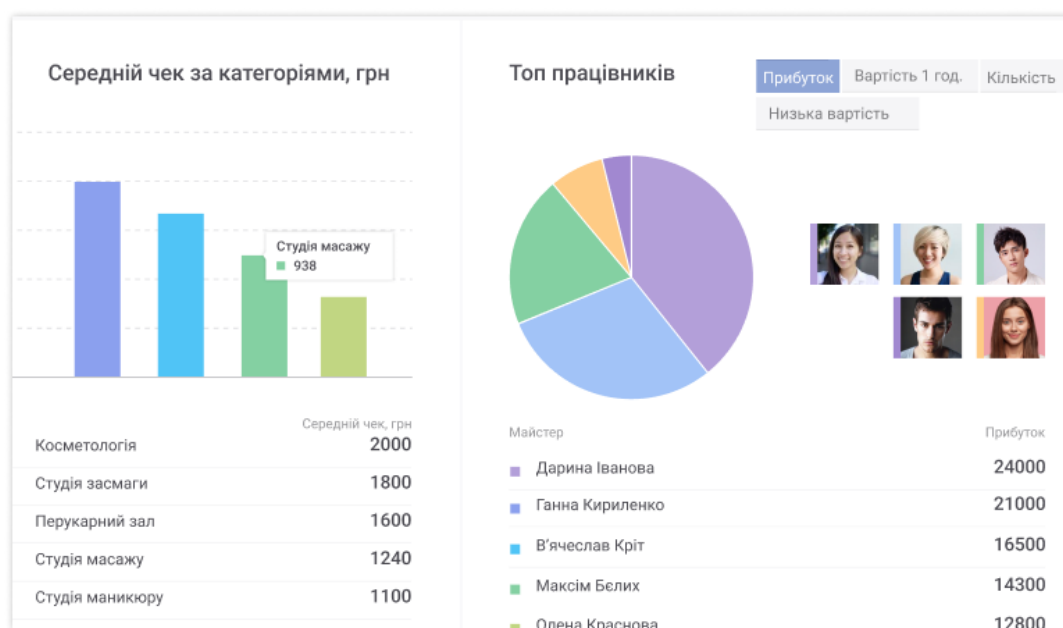 Середній чек за категоріями, грн
Студія масажу
938
Середній чек, грн
Косметологія 2000
Студія засмаги 1800
Перукарний зал 1600
Студія масажу 1240
Студія маникюру 1100
Топ працівників
Прибуток Вартість 1 год. Кількість
Низька вартість
Майстер Прибуток
Дарина Іванова 24000
Ганна Кириленко 21000
В'ячеслав Кріт 16500
Максім Бєлих 14300
Олена Краснова 12800